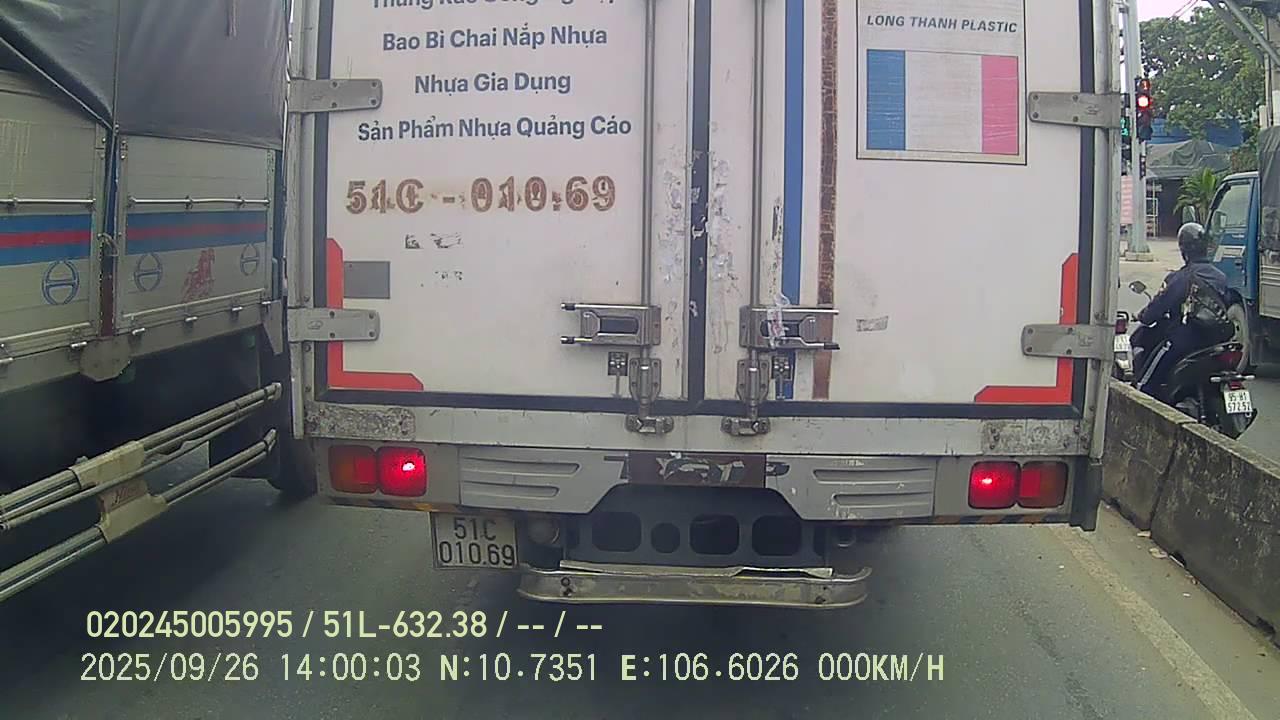 Bao Bì Chai Nắp Nhựa
Nhựa Gia Dụng
Sản Phẩm Nhựa Quảng Cáo
51C - 010.69
LONG THANH PLASTIC
51C
010.69
020245005995 / 51L-632.38 / -- / --
2025/09/26 14:00:03 N:10.7351 E:106.6026 000KM/H